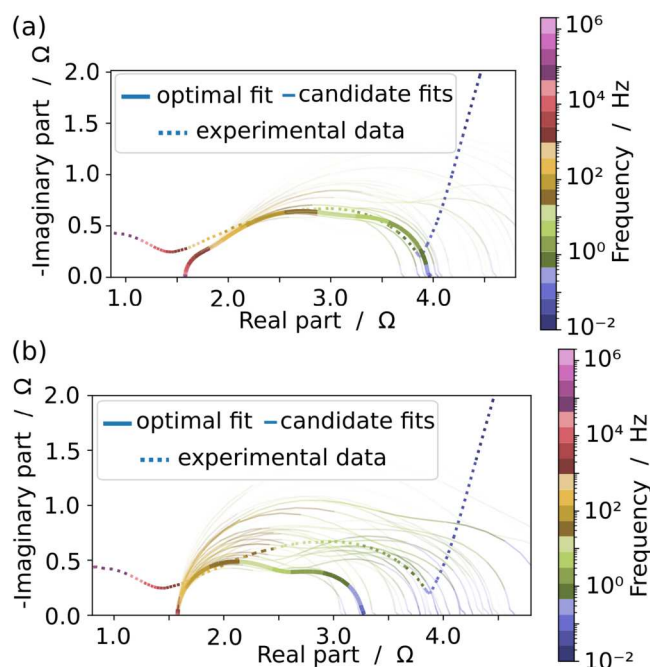 (a)
2.0
1.5
1.0
0.5
0.0
-Imaginary part / Ω
optimal fit
candidate fits
experimental data
1.0 2.0 3.0 4.0
Real part / Ω
10⁶
10⁴
10²
10⁰
10⁻²
Frequency / Hz
(b)
2.0
1.5
1.0
0.5
0.0
-Imaginary part / Ω
optimal fit
candidate fits
experimental data
1.0 2.0 3.0 4.0
Real part / Ω
10⁶
10⁴
10²
10⁰
10⁻²
Frequency / Hz